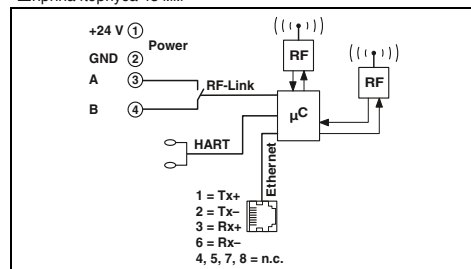 +24 V 1
Power
GND 2
A 3
RF-Link
B 4
HART
RF
RF
µC
Ethernet
1 = Tx+
2 = Tx–
3 = Rx+
6 = Rx–
4, 5, 7, 8 = n.c.